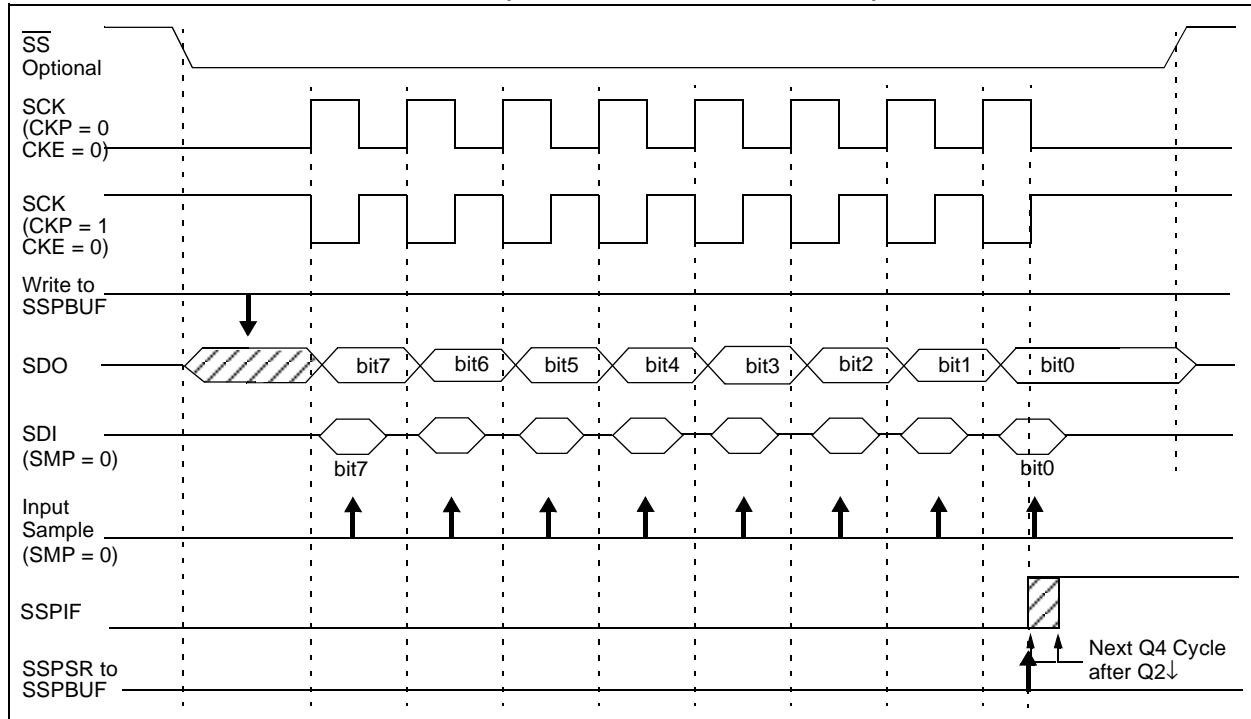 SS
Optional
SCK
(CKP = 0
CKE = 0)
SCK
(CKP = 1
CKE = 0)
Write to
SSPBUF
SDO
bit7
bit6
bit5
bit4
bit3
bit2
bit1
bit0
SDI
(SMP = 0)
bit7
bit0
Input
Sample
(SMP = 0)
SSPIF
Next Q4 Cycle
after Q2↓
SSPSR to
SSPBUF